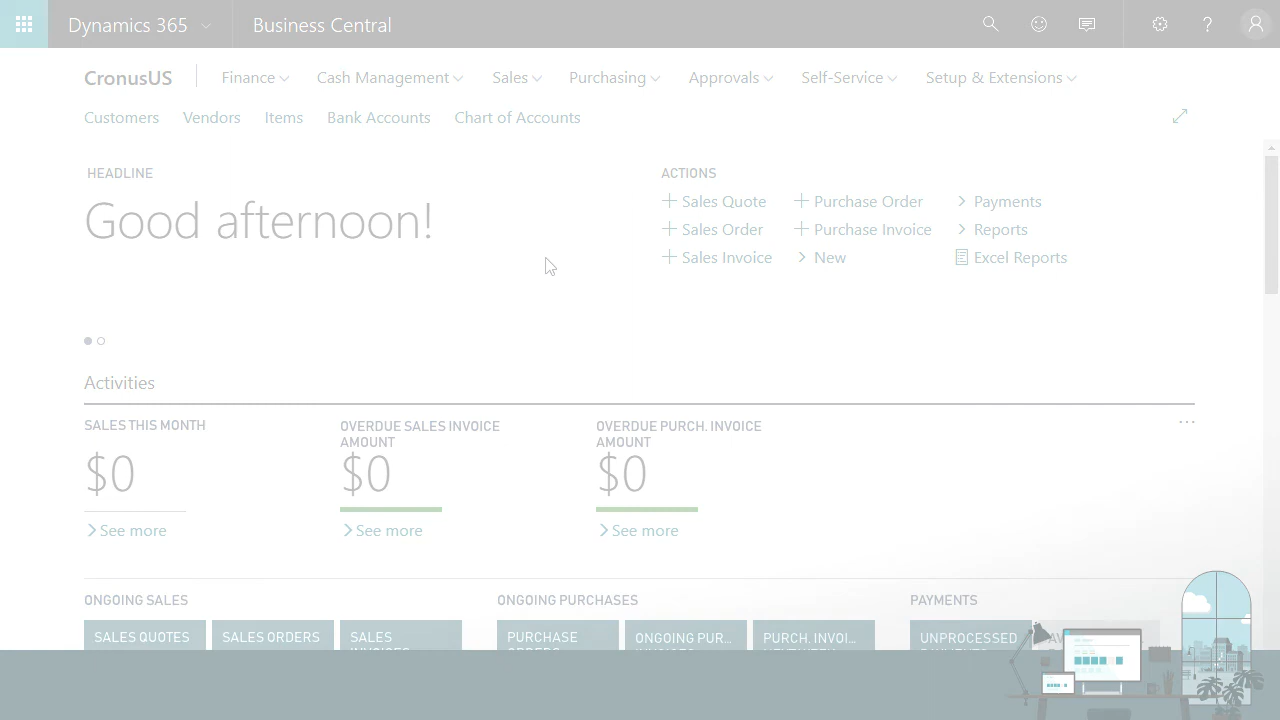 Dynamics 365 Business Central
CronusUS Finance Cash Management Sales Purchasing Approvals Self-Service Setup & Extensions
Customers Vendors Items Bank Accounts Chart of Accounts
HEADLINE
Good afternoon!
ACTIONS
Sales Quote Purchase Order Payments
Sales Order Purchase Invoice Reports
Sales Invoice New Excel Reports
Activities
SALES THIS MONTH
$0
See more
OVERDUE SALES INVOICE
AMOUNT
$0
See more
OVERDUE PURCH. INVOICE
AMOUNT
$0
See more
ONGOING SALES
SALES QUOTES
SALES ORDERS
SALES
INVOICES
ONGOING PURCHASES
PURCHASE
ORDERS
ONGOING PUR...
INVOICES
PURCH. INVOI...
PAYMENTS
UNPROCESSED
PAYMENTS